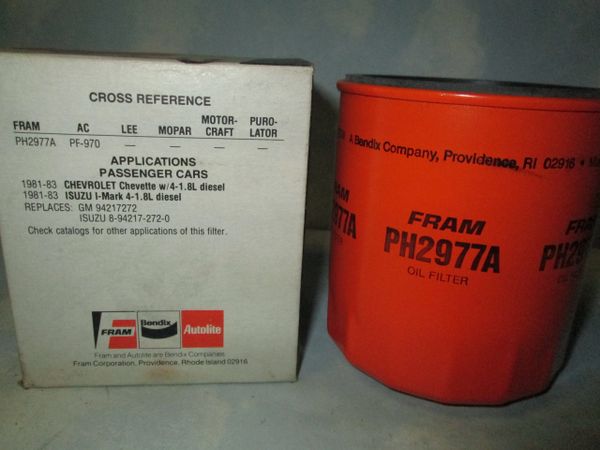 CROSS REFERENCE
FRAM AC LEE MOPAR MOTOR-CRAFT PURO-LATOR
PH2977A PF-970 — — — —
APPLICATIONS
PASSENGER CARS
1981-83 CHEVROLET Chevette w/4-1.8L diesel
1981-83 ISUZU I-Mark 4-1.8L diesel
REPLACES: GM 94217272
ISUZU 8-94217-272-0
Check catalogs for other applications of this filter.
FRAM Bendix Autolite
Fram and Autolite are Bendix Companies
Fram Corporation, Providence, Rhode Island 02916
A Bendix Company, Providence, RI 02916 •
FRAM
PH2977A
OIL FILTER